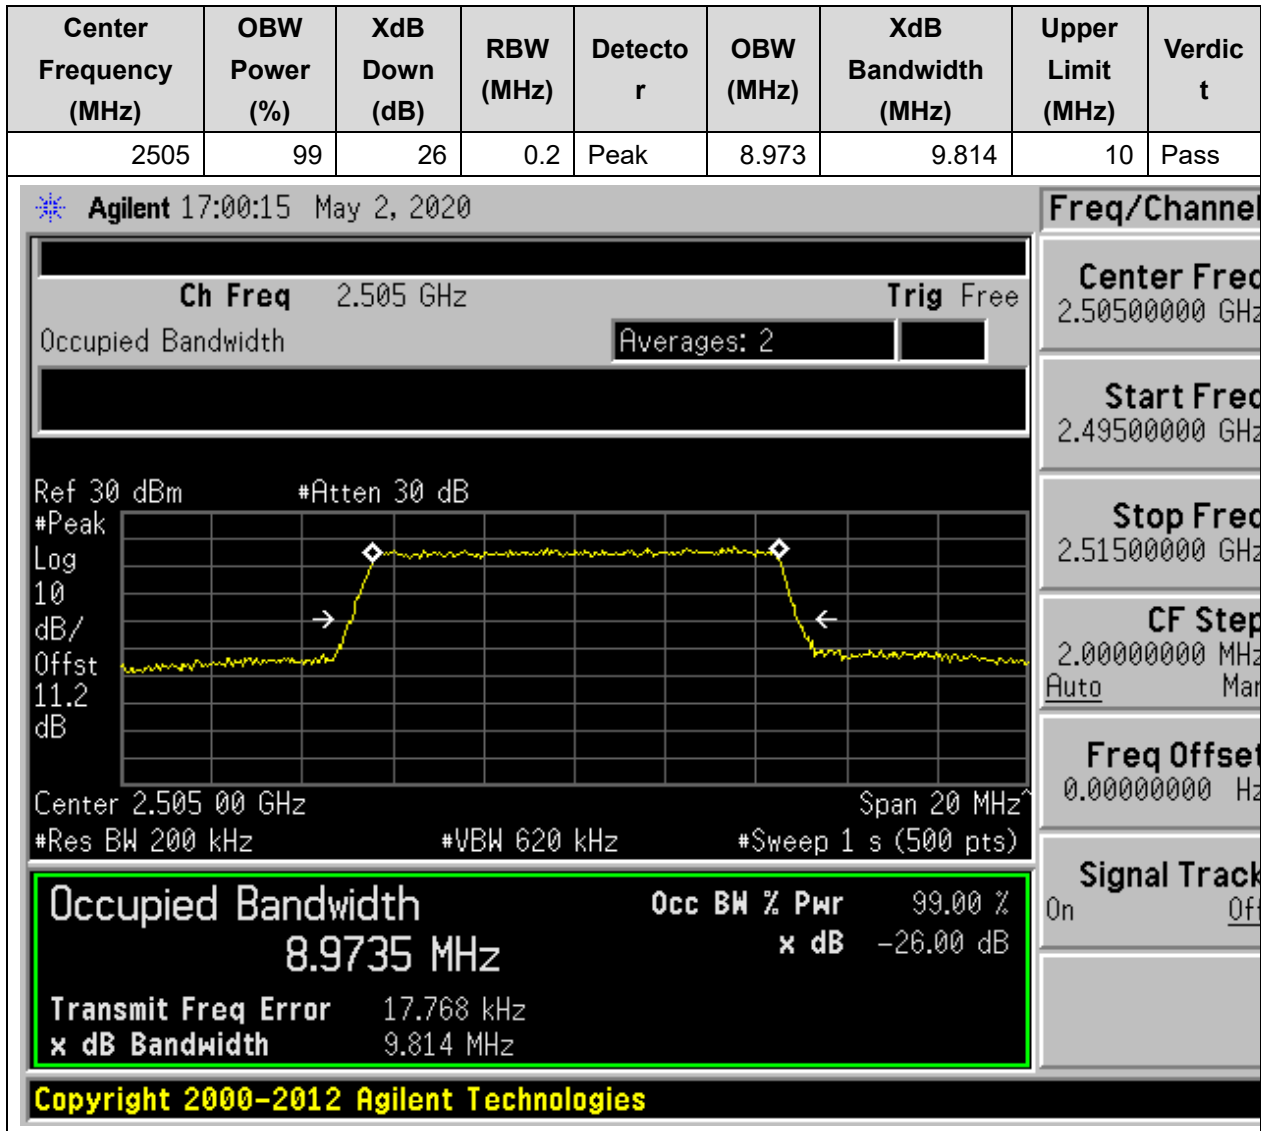 Center Frequency (MHz) OBW Power (%) XdB Down (dB) RBW (MHz) Detecto r OBW (MHz) XdB Bandwidth (MHz) Upper Limit (MHz) Verdic t
2505 99 26 0.2 Peak 8.973 9.814 10 Pass
Agilent 17:00:15 May 2, 2020
Ch Freq 2.505 GHz Trig Free
Occupied Bandwidth Averages: 2
Ref 30 dBm #Atten 30 dB
#Peak
Log
10
dB/
Offst
11.2
dB
Center 2.505 00 GHz Span 20 MHz^
#Res BW 200 kHz #VBW 620 kHz #Sweep 1 s (500 pts)
Occupied Bandwidth Occ BW % Pwr 99.00 %
8.9735 MHz x dB -26.00 dB
Transmit Freq Error 17.768 kHz
x dB Bandwidth 9.814 MHz
Copyright 2000-2012 Agilent Technologies
Freq/Channel
Center Freq
2.50500000 GHz
Start Freq
2.49500000 GHz
Stop Freq
2.51500000 GHz
CF Step
2.00000000 MHz
Auto Man
Freq Offset
0.00000000 Hz
Signal Track
On Off